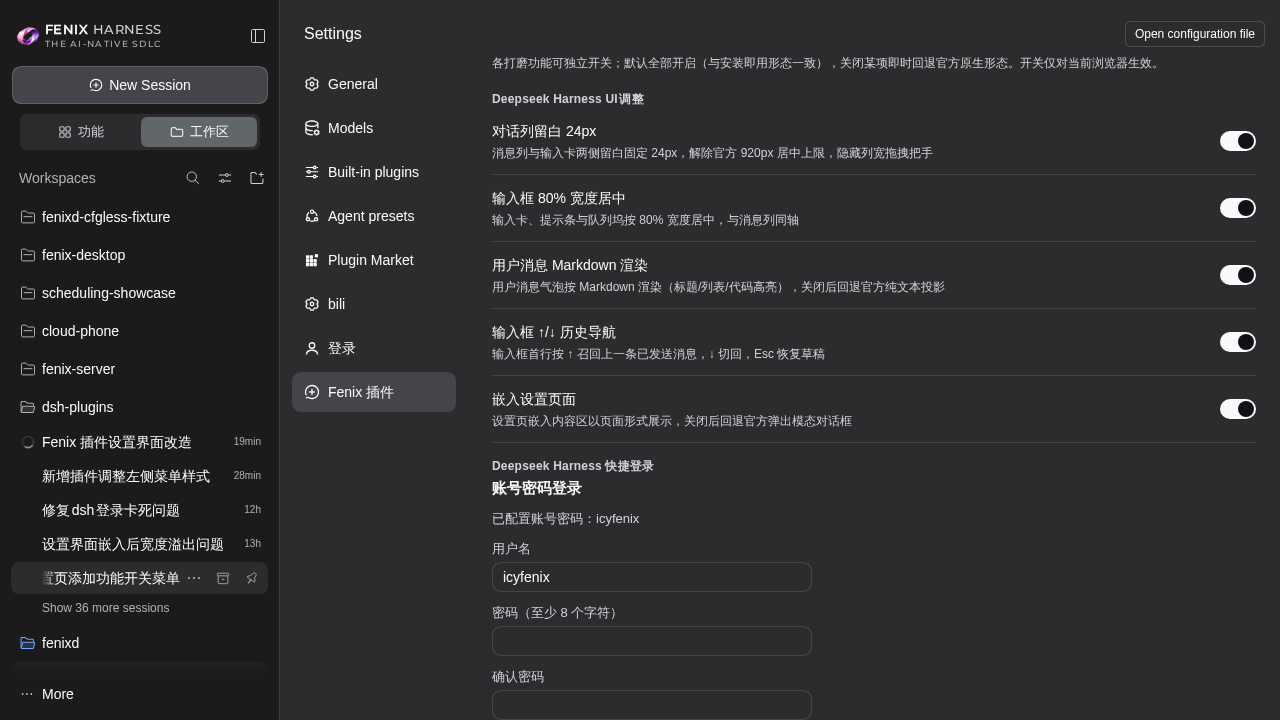 FENIX HARNESS
THE AI-NATIVE SDLC
New Session
功能
工作区
Workspaces
fenixd-cfgless-fixture
fenix-desktop
scheduling-showcase
cloud-phone
fenix-server
dsh-plugins
Fenix 插件设置界面改造 19min
新增插件调整左侧菜单样式 28min
修复 dsh 登录卡死问题 12h
设置界面嵌入后宽度溢出问题 13h
置页添加功能开关菜单
Show 36 more sessions
fenixd
More
Settings
Open configuration file
General
Models
Built-in plugins
Agent presets
Plugin Market
bili
登录
Fenix 插件
各打磨功能可独立开关；默认全部开启（与安装即用形态一致），关闭某项即时回退官方原生形态。开关仅对当前浏览器生效。
Deepseek Harness UI调整
对话列留白 24px
消息列与输入卡两侧留白固定 24px，解除官方 920px 居中上限，隐藏列宽拖拽把手
输入框 80% 宽度居中
输入卡、提示条与队列坞按 80% 宽度居中，与消息列同轴
用户消息 Markdown 渲染
用户消息气泡按 Markdown 渲染（标题/列表/代码高亮），关闭后回退官方纯文本投影
输入框 ↑/↓ 历史导航
输入框首行按 ↑ 召回上一条已发送消息，↓ 切回，Esc 恢复草稿
嵌入设置页面
设置页嵌入内容区以页面形式展示，关闭后回退官方弹出模态对话框
Deepseek Harness 快捷登录
账号密码登录
已配置账号密码：icyfenix
用户名
icyfenix
密码（至少 8 个字符）
确认密码